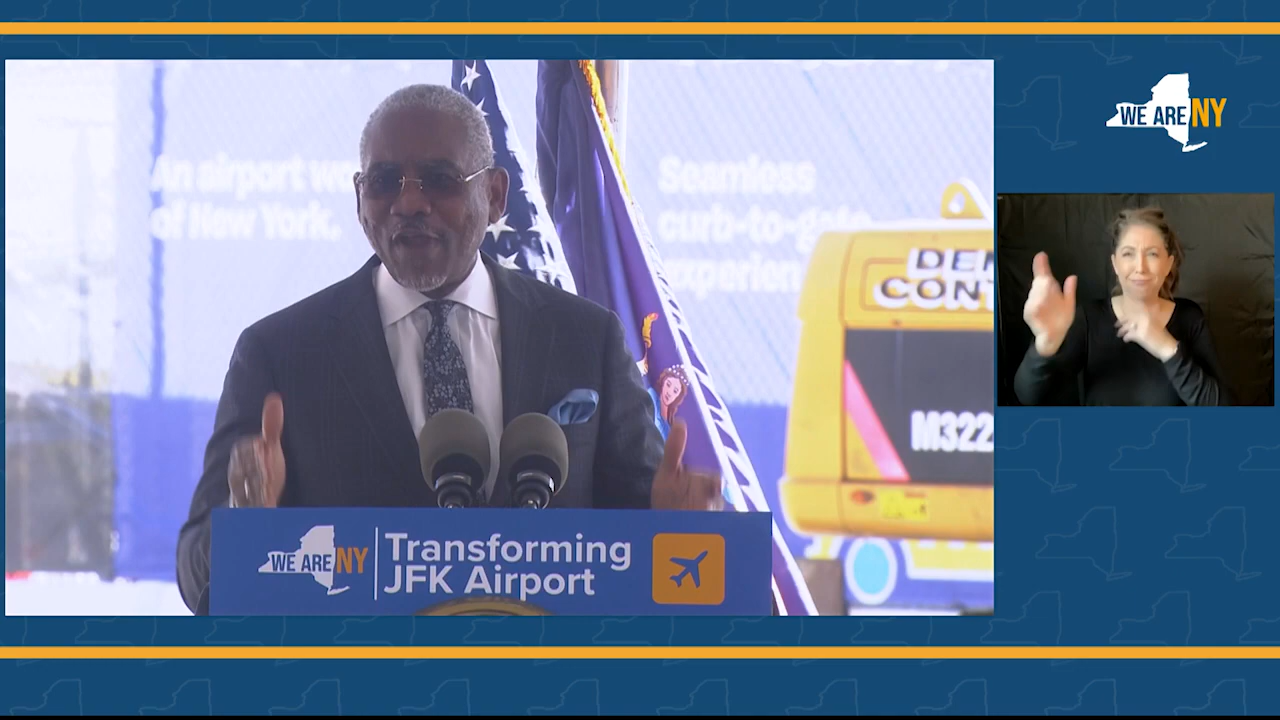 WE ARE NY
An airport wo
of New York.
Seamless
curb-to-gate
experien
DEM
CONT
M322
WE ARE NY
Transforming
JFK Airport